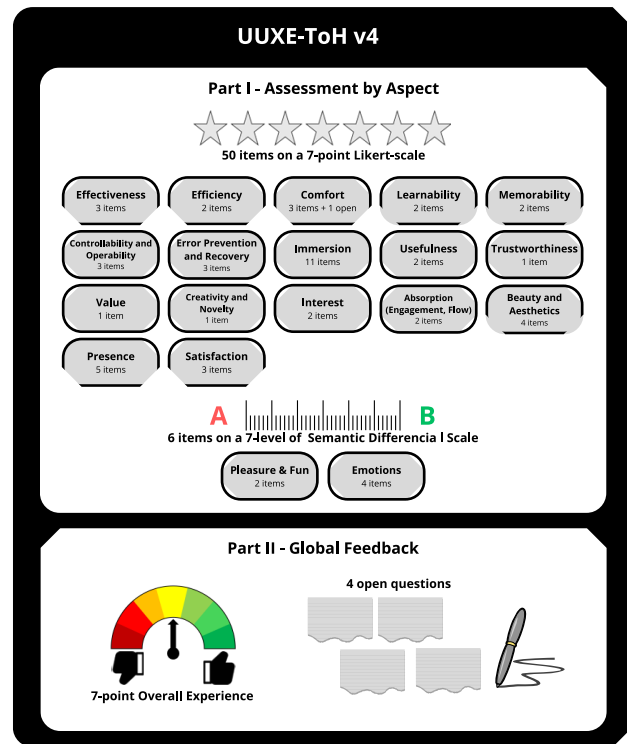 UUXE-ToH v4
Part I - Assessment by Aspect
50 items on a 7-point Likert-scale
Effectiveness
3 items
Efficiency
2 items
Comfort
3 items + 1 open
Learnability
2 items
Memorability
2 items
Controllability and
Operability
3 items
Error Prevention
and Recovery
3 items
Immersion
11 items
Usefulness
2 items
Trustworthiness
1 item
Value
1 item
Creativity and
Novelty
1 item
Interest
2 items
Absorption
(Engagement, Flow)
2 items
Beauty and
Aesthetics
4 items
Presence
5 items
Satisfaction
3 items
A
B
6 items on a 7-level of Semantic Differencia l Scale
Pleasure & Fun
2 items
Emotions
4 items
Part II - Global Feedback
4 open questions
7-point Overall Experience